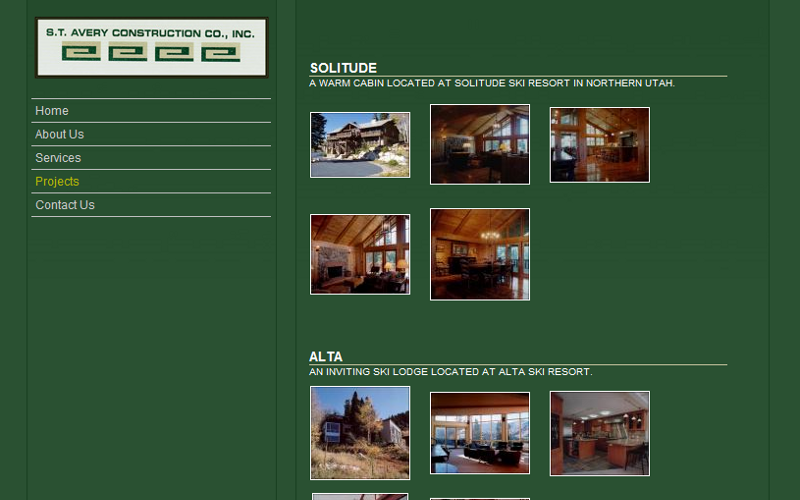 S.T. AVERY CONSTRUCTION CO., INC.
Home
About Us
Services
Projects
Contact Us
SOLITUDE
A WARM CABIN LOCATED AT SOLITUDE SKI RESORT IN NORTHERN UTAH.
ALTA
AN INVITING SKI LODGE LOCATED AT ALTA SKI RESORT.